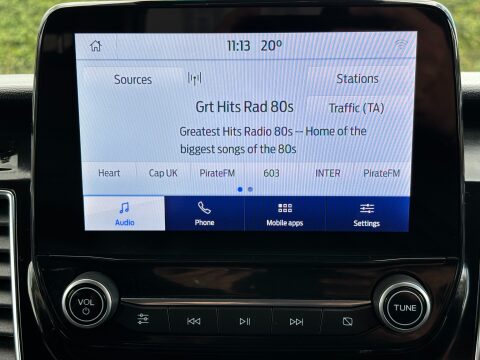 11:13 20º
Sources
Stations
Grt Hits Rad 80s
Traffic (TA)
Greatest Hits Radio 80s -- Home of the
biggest songs of the 80s
Heart Cap UK PirateFM 603 INTER PirateFM
Audio Phone Mobile apps Settings
VOL TUNE